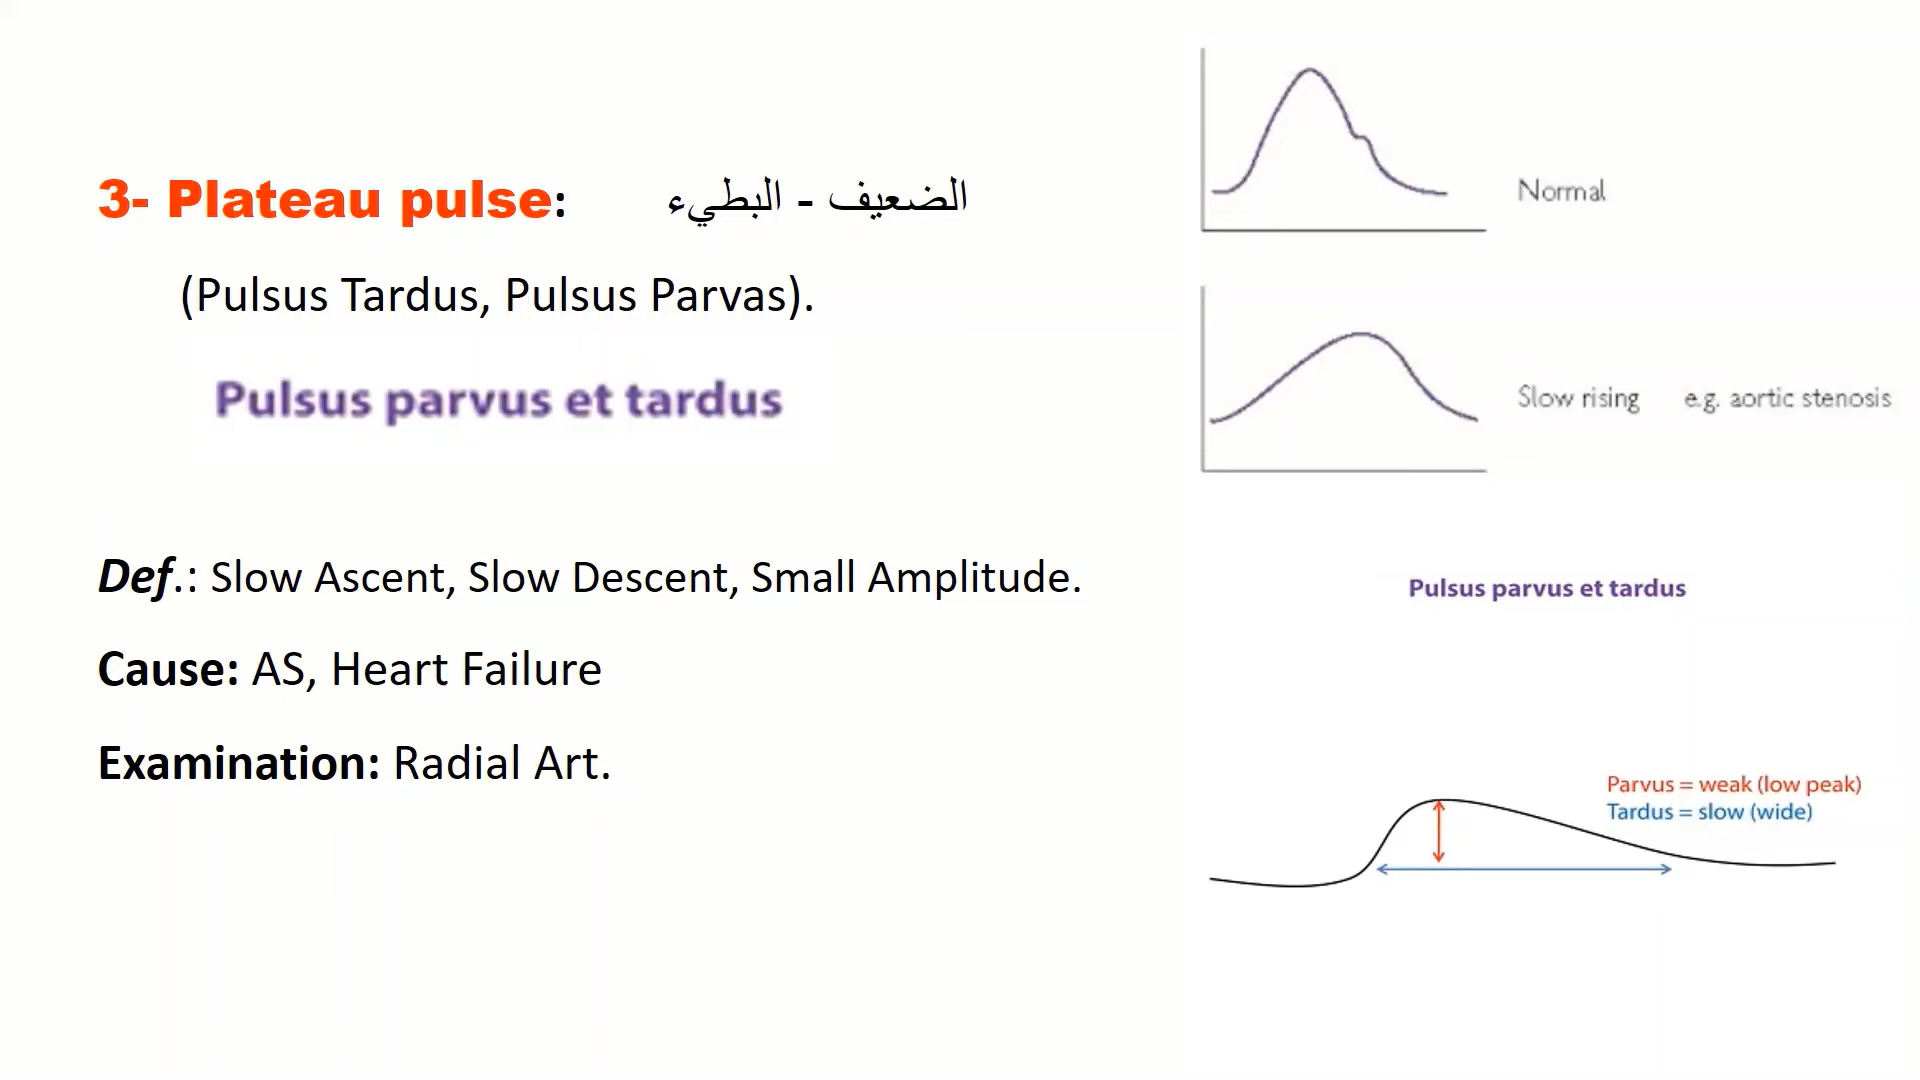 3- Plateau pulse: الضعيف - البطيء
(Pulsus Tardus, Pulsus Parvas).
Pulsus parvus et tardus
Def.: Slow Ascent, Slow Descent, Small Amplitude.
Cause: AS, Heart Failure
Examination: Radial Art.
Normal
Slow rising e.g. aortic stenosis
Pulsus parvus et tardus
Parvus = weak (low peak)
Tardus = slow (wide)